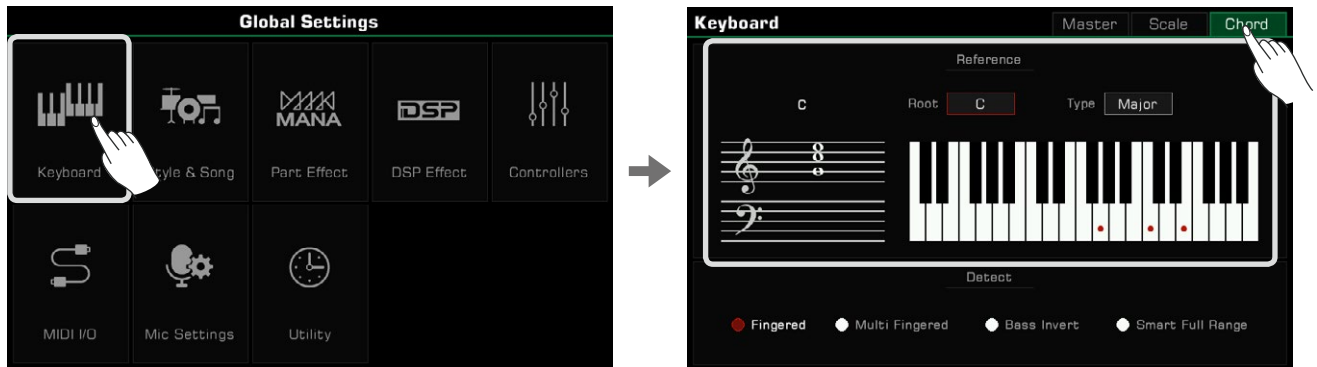 Global Settings
Keyboard
Style & Song
MANA
Part Effect
DSP
DSP Effect
Controllers
MIDI I/O
Mic Settings
Utility
Keyboard
Master
Scale
Chord
Reference
C
Root C
Type Major
Detect
Fingered
Multi Fingered
Bass Invert
Smart Full Range